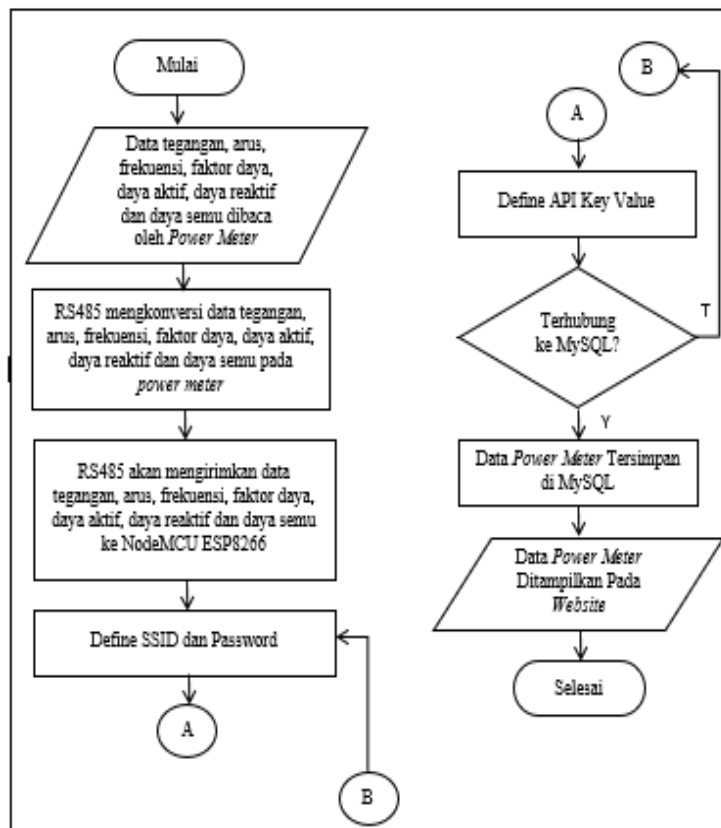 Mulai
Data tegangan, arus,
frekuensi, faktor daya,
daya aktif, daya reaktif
dan daya semu dibaca
oleh Power Meter
RS485 mengkonversi data tegangan,
arus, frekuensi, faktor daya, daya aktif,
daya reaktif dan daya semu pada
power meter
RS485 akan mengirimkan data
tegangan, arus, frekuensi, faktor daya,
daya aktif, daya reaktif dan daya semu
ke NodeMCU ESP8266
Define SSID dan Password
A
B
B
A
Define API Key Value
Terhubung
ke MySQL?
T
Y
Data Power Meter Tersimpan
di MySQL
Data Power Meter
Ditampilkan Pada
Website
Selesai